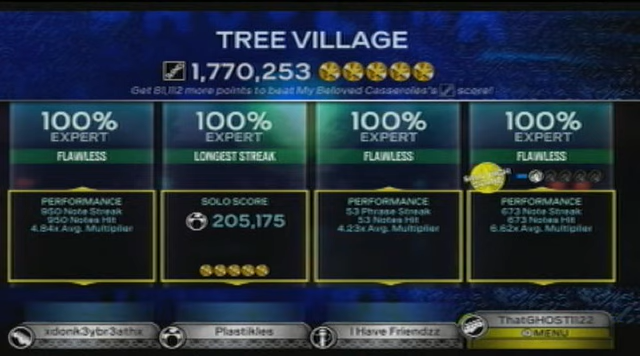 TREE VILLAGE
1,770,253
Get 81,112 more points to beat My Beloved Casseroles's score!
100%
EXPERT
FLAWLESS
PERFORMANCE
950 Note Streak
950 Notes Hit
4.84x Avg. Multiplier
xdonk3ybr3athx
100%
EXPERT
LONGEST STREAK
SOLO SCORE
205,175
Plastikles
100%
EXPERT
FLAWLESS
PERFORMANCE
53 Phrase Streak
53 Notes Hit
4.23x Avg. Multiplier
I Have Friendzz
100%
EXPERT
FLAWLESS
PERFORMANCE
673 Note Streak
673 Notes Hit
6.62x Avg. Multiplier
ThatGHOST1122
MENU